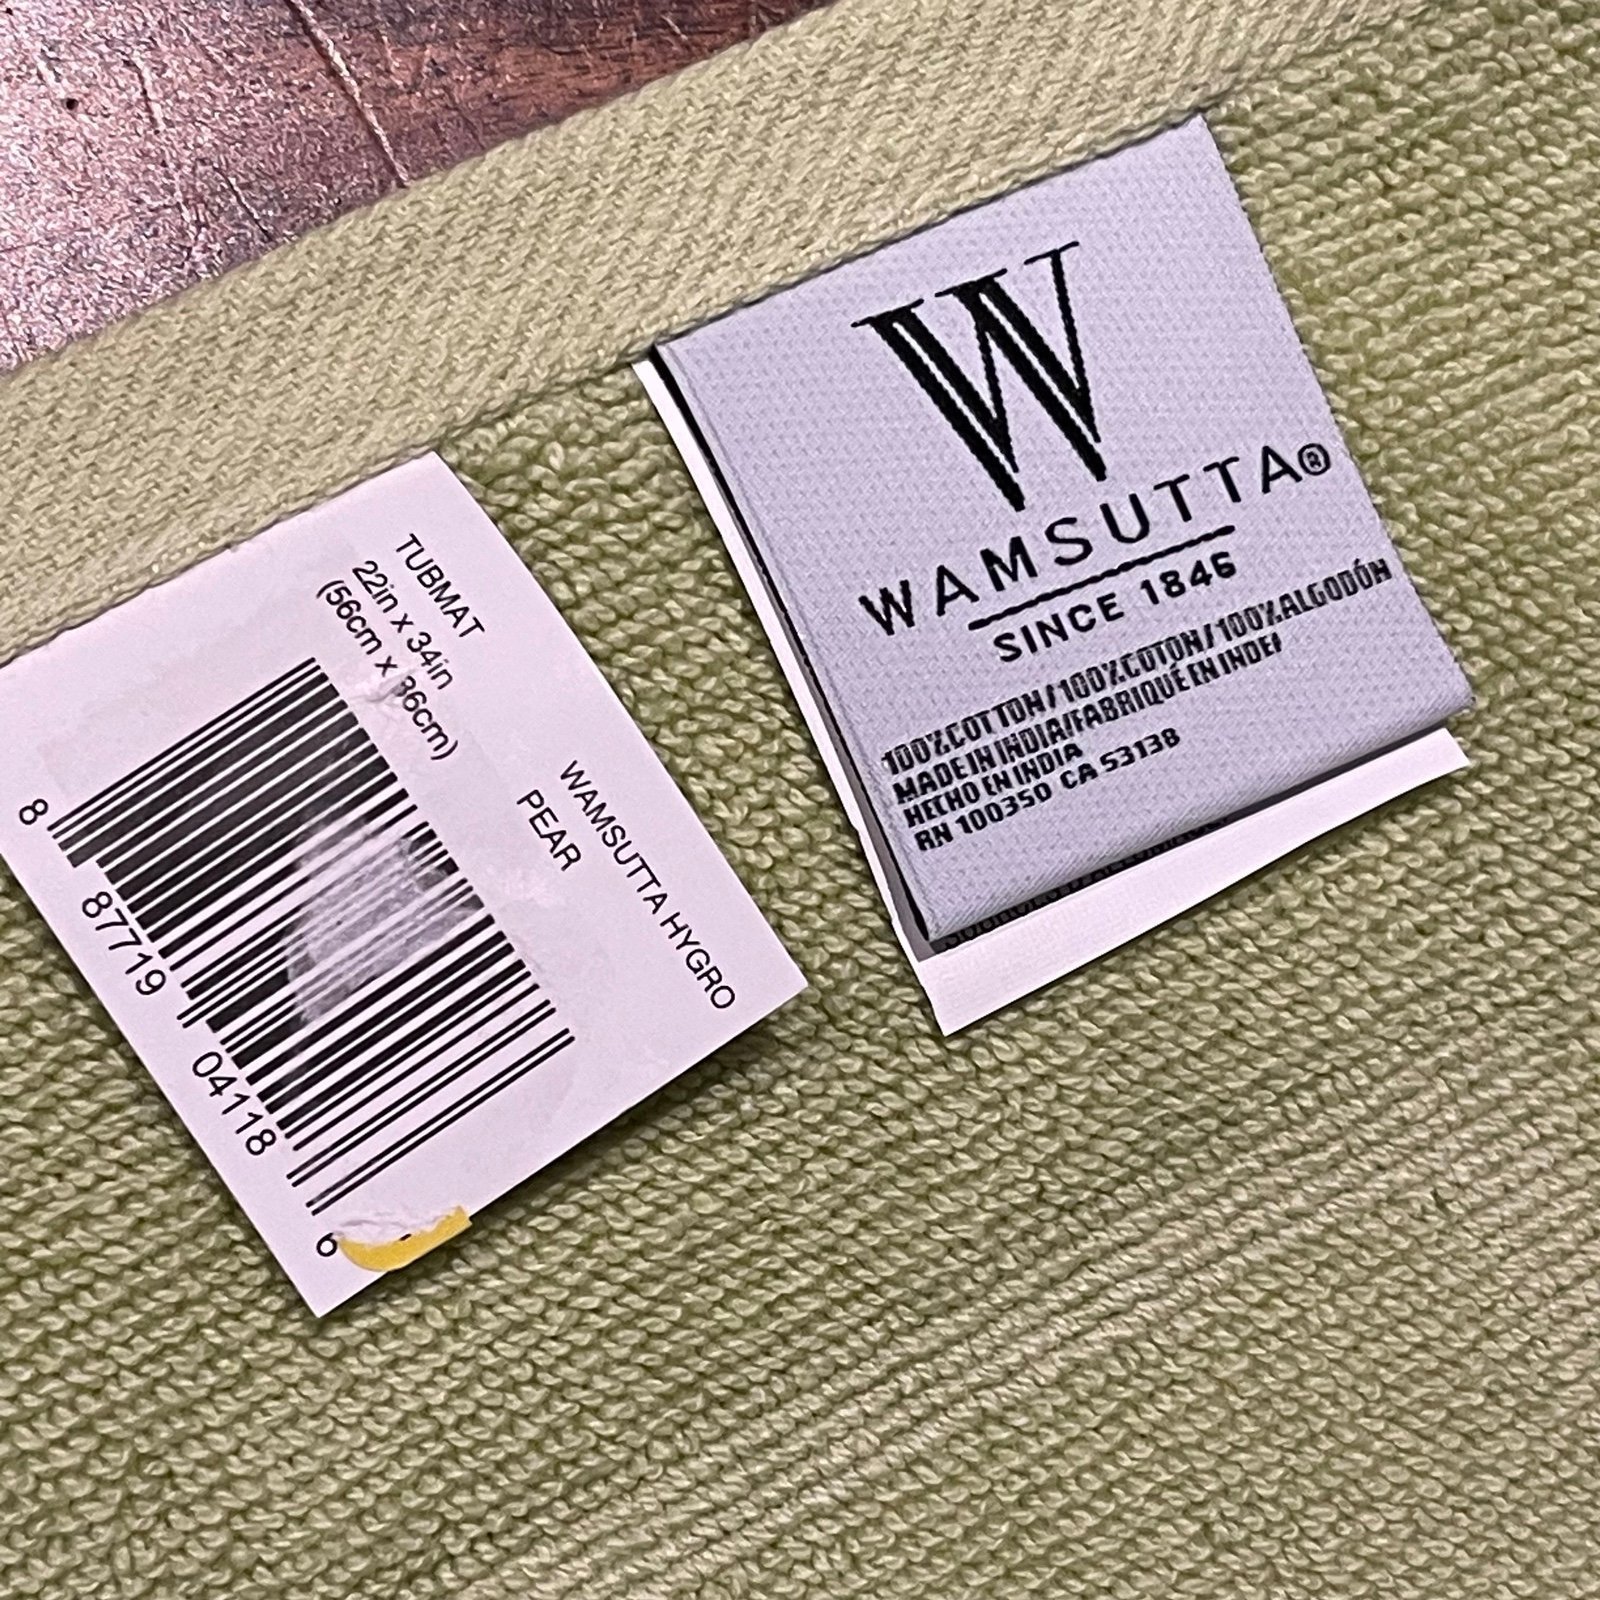 TUBMAT
22in x 34in
(56cm x 86cm)
WAMSUTTA HYGRO
PEAR
8 87719 04118 6
W
WAMSUTTA®
SINCE 1846
100%COTTON/100%COTON/100%ALGODÓN
MADE IN INDIA/FABRIQUÉ EN INDE/
HECHO EN INDIA
RN 100350 CA 53138